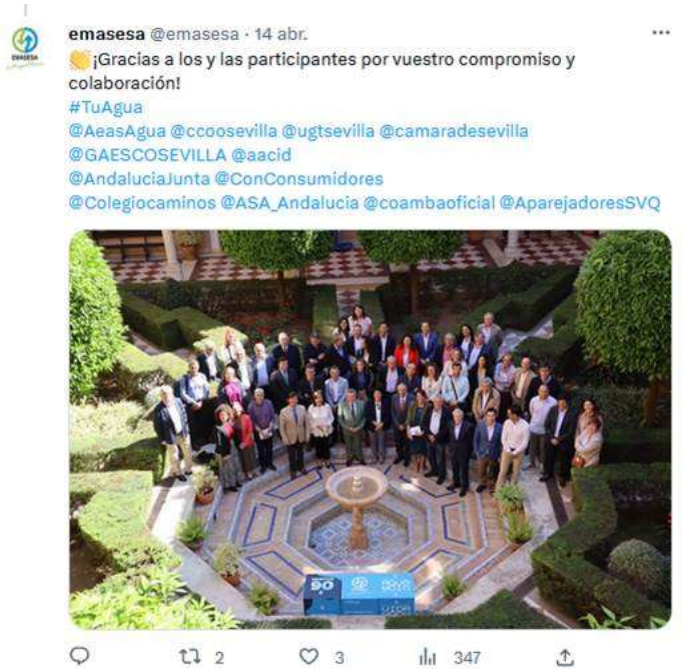 emasesa @emasesa · 14 abr.
EMASESA
👏¡Gracias a los y las participantes por vuestro compromiso y
colaboración!
#TuAgua
@AeasAgua @ccoosevilla @ugtsevilla @camaradesevilla
@GAESCOSEVILLA @aacid
@AndaluciaJunta @ConConsumidores
@Colegiocaminos @ASA_Andalucia @coambaoficial @AparejadoresSVQ
2 3 347